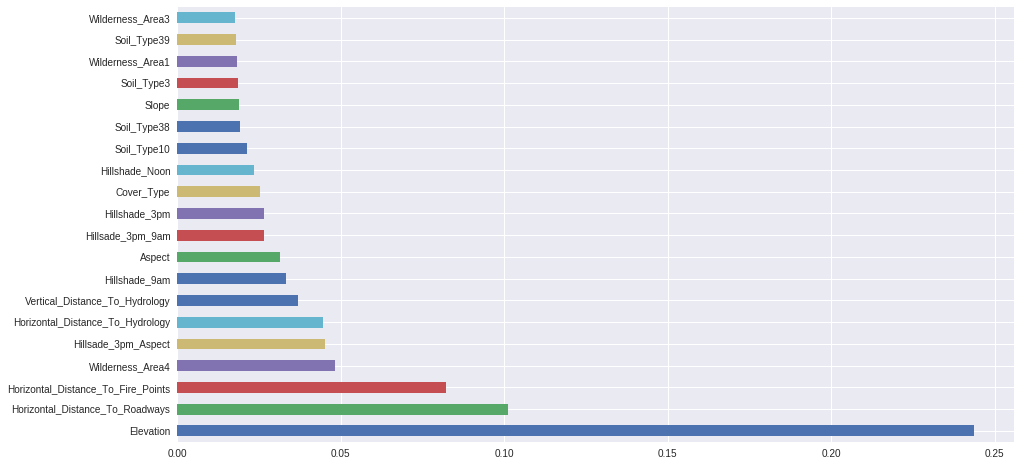 Wilderness_Area3
Soil_Type39
Wilderness_Area1
Soil_Type3
Slope
Soil_Type38
Soil_Type10
Hillshade_Noon
Cover_Type
Hillshade_3pm
Hillsade_3pm_9am
Aspect
Hillshade_9am
Vertical_Distance_To_Hydrology
Horizontal_Distance_To_Hydrology
Hillsade_3pm_Aspect
Wilderness_Area4
Horizontal_Distance_To_Fire_Points
Horizontal_Distance_To_Roadways
Elevation
0.00 0.05 0.10 0.15 0.20 0.25